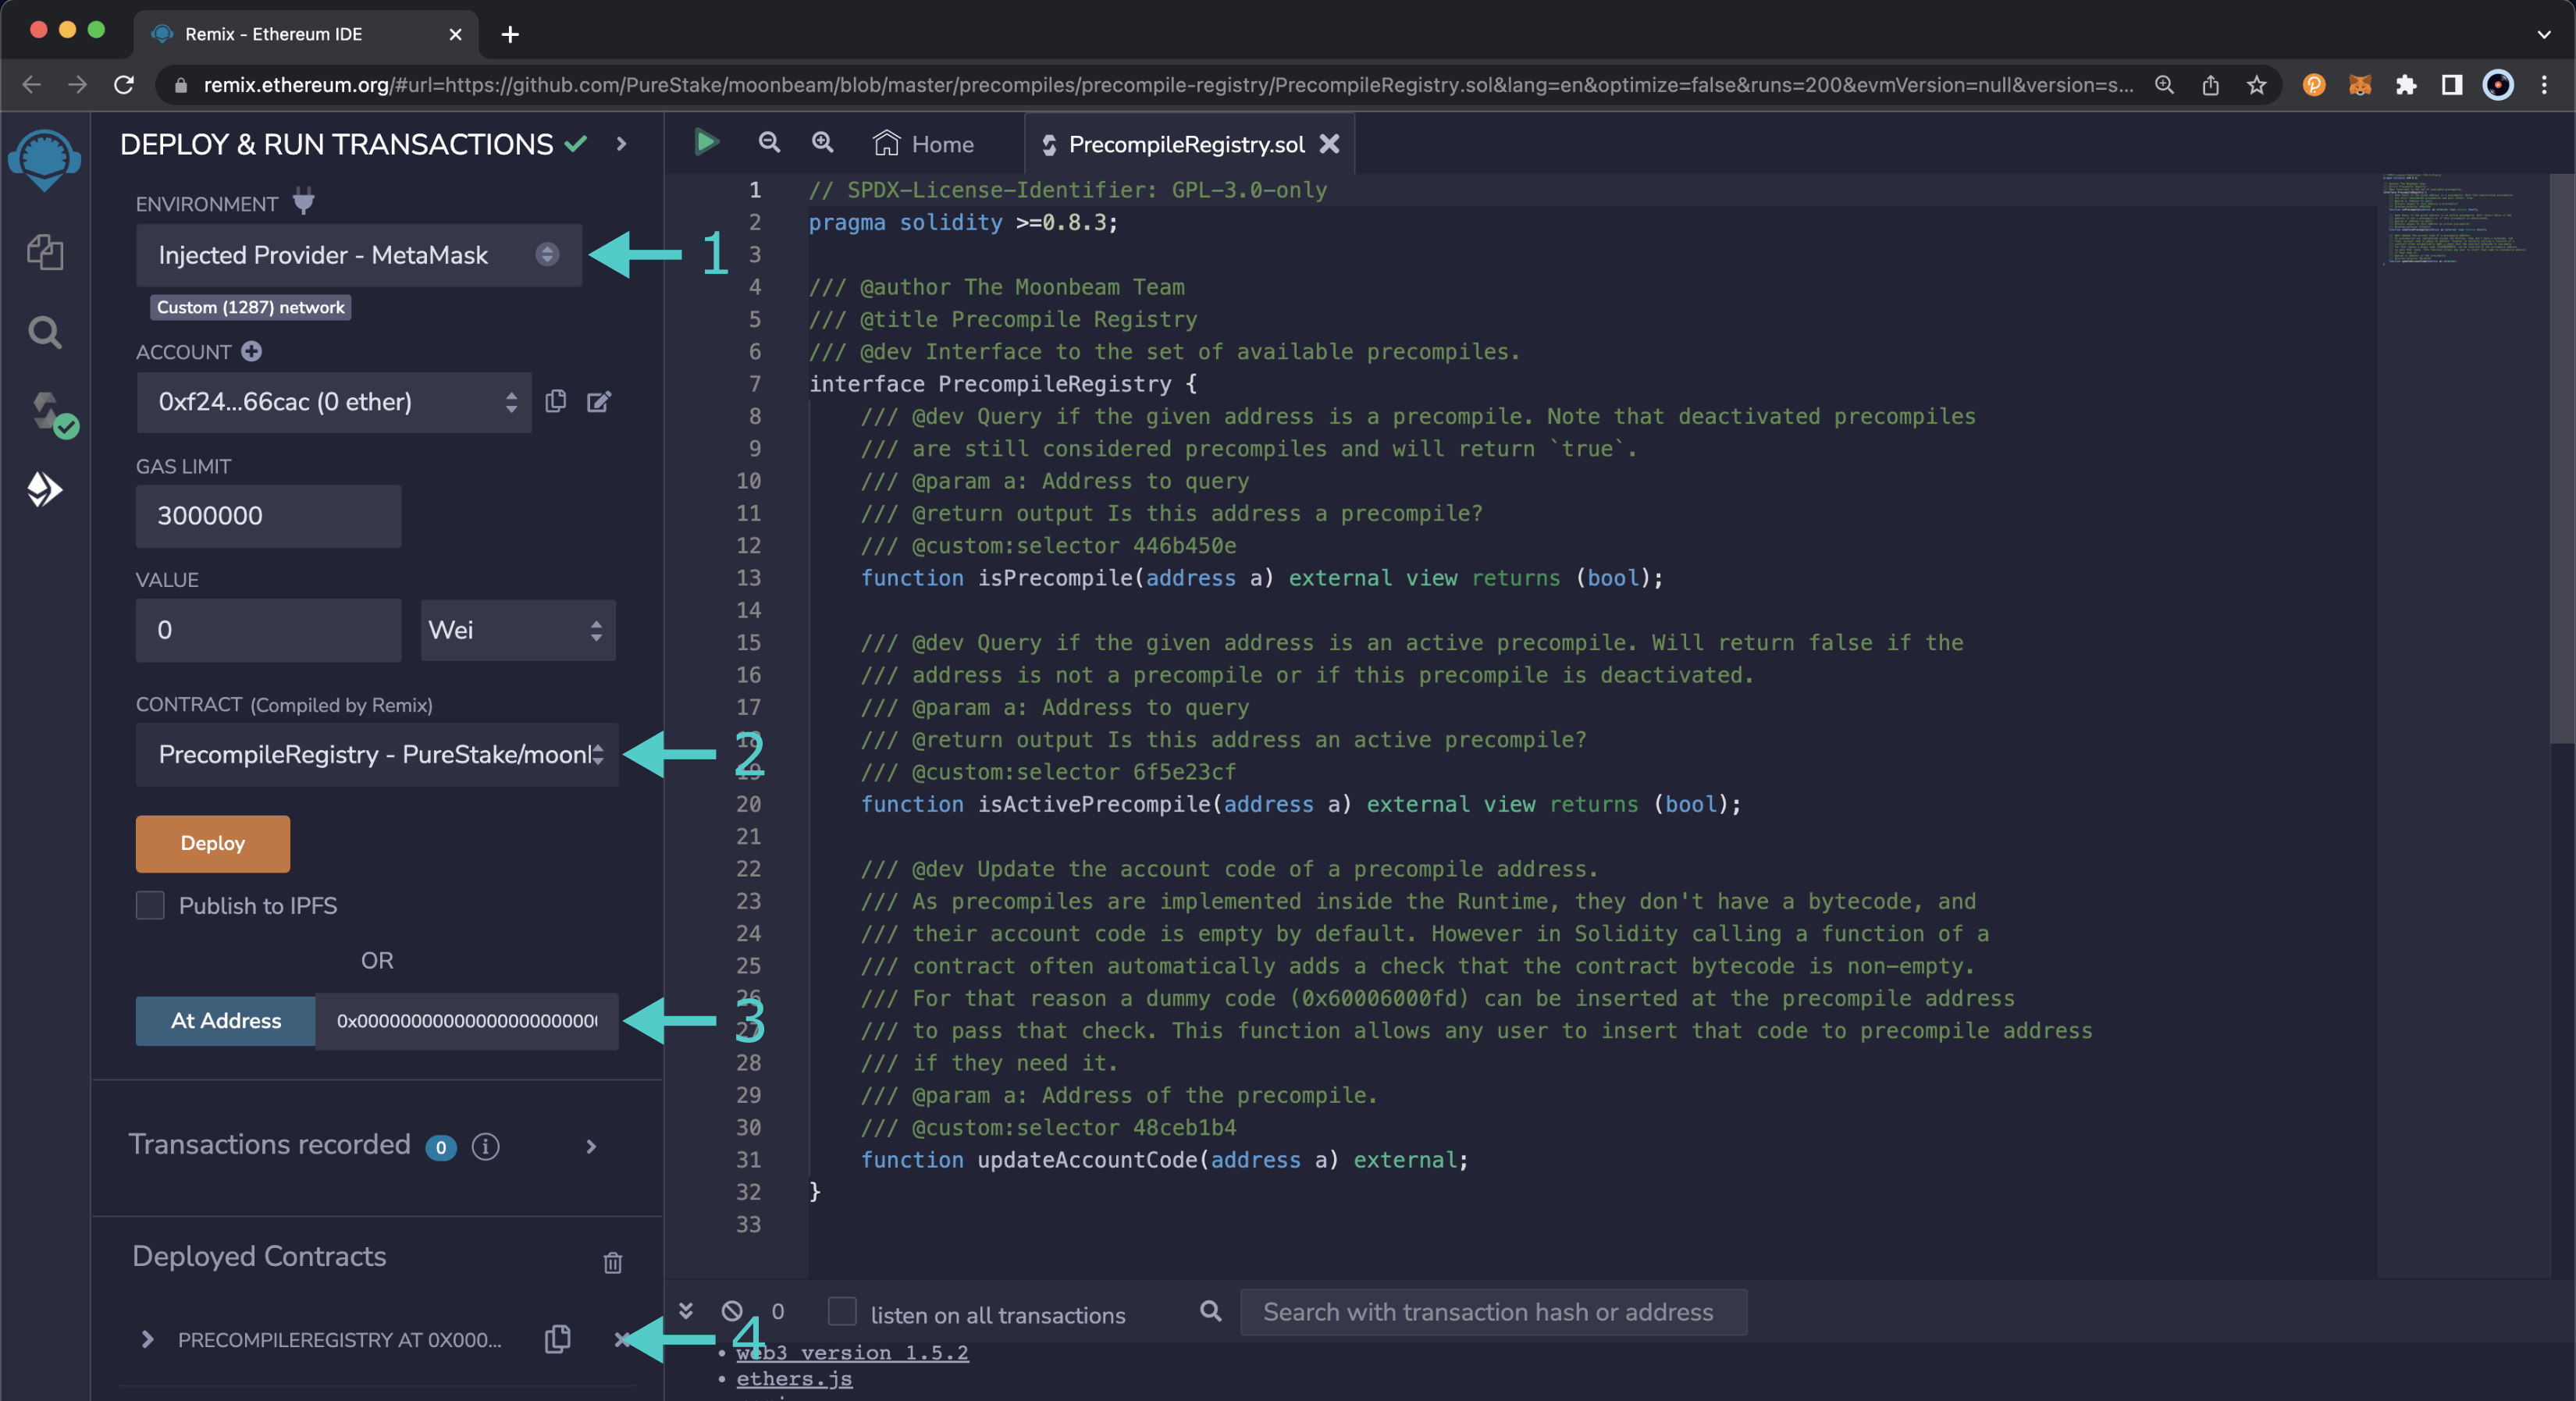 Remix - Ethereum IDE
remix.ethereum.org/#url=https://github.com/PureStake/moonbeam/blob/master/precompiles/precompile-registry/PrecompileRegistry.sol&lang=en&optimize=false&runs=200&evmVersion=null&version=s...
DEPLOY & RUN TRANSACTIONS
ENVIRONMENT
Injected Provider - MetaMask
1
Custom (1287) network
ACCOUNT
0xf24...66cac (0 ether)
GAS LIMIT
3000000
VALUE
0
Wei
CONTRACT (Compiled by Remix)
PrecompileRegistry - PureStake/moonl
2
Deploy
Publish to IPFS
OR
At Address
3
Transactions recorded 0
Deployed Contracts
PRECOMPILEREGISTRY AT 0X000...
4
Home
PrecompileRegistry.sol
1 // SPDX-License-Identifier: GPL-3.0-only
2 pragma solidity >=0.8.3;
3
4 /// @author The Moonbeam Team
5 /// @title Precompile Registry
6 /// @dev Interface to the set of available precompiles.
7 interface PrecompileRegistry {
8 /// @dev Query if the given address is a precompile. Note that deactivated precompiles
9 /// are still considered precompiles and will return `true`.
10 /// @param a: Address to query
11 /// @return output Is this address a precompile?
12 /// @custom:selector 446b450e
13 function isPrecompile(address a) external view returns (bool);
14
15 /// @dev Query if the given address is an active precompile. Will return false if the
16 /// address is not a precompile or if this precompile is deactivated.
17 /// @param a: Address to query
18 /// @return output Is this address an active precompile?
19 /// @custom:selector 6f5e23cf
20 function isActivePrecompile(address a) external view returns (bool);
21
22 /// @dev Update the account code of a precompile address.
23 /// As precompiles are implemented inside the Runtime, they don't have a bytecode, and
24 /// their account code is empty by default. However in Solidity calling a function of a
25 /// contract often automatically adds a check that the contract bytecode is non-empty.
26 /// For that reason a dummy code (0x60006000fd) can be inserted at the precompile address
27 /// to pass that check. This function allows any user to insert that code to precompile address
28 /// if they need it.
29 /// @param a: Address of the precompile.
30 /// @custom:selector 48ceb1b4
31 function updateAccountCode(address a) external;
32 }
33
0
listen on all transactions
Search with transaction hash or address
• web3 version 1.5.2
• ethers.js